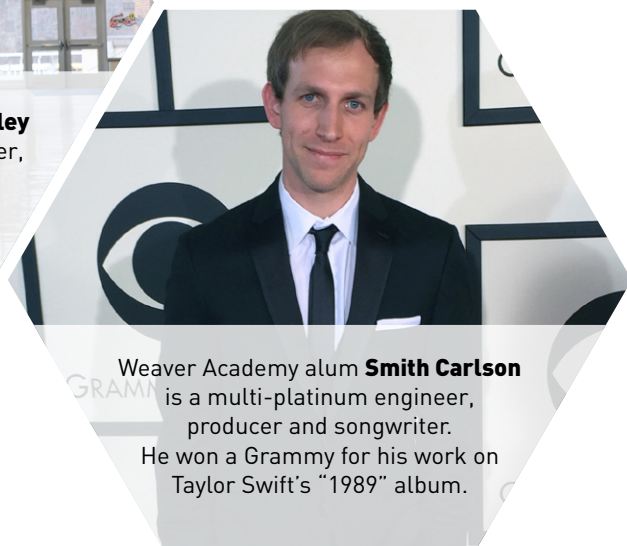 ley
er,
GRAMM
Weaver Academy alum Smith Carlson
is a multi-platinum engineer,
producer and songwriter.
He won a Grammy for his work on
Taylor Swift’s “1989” album.